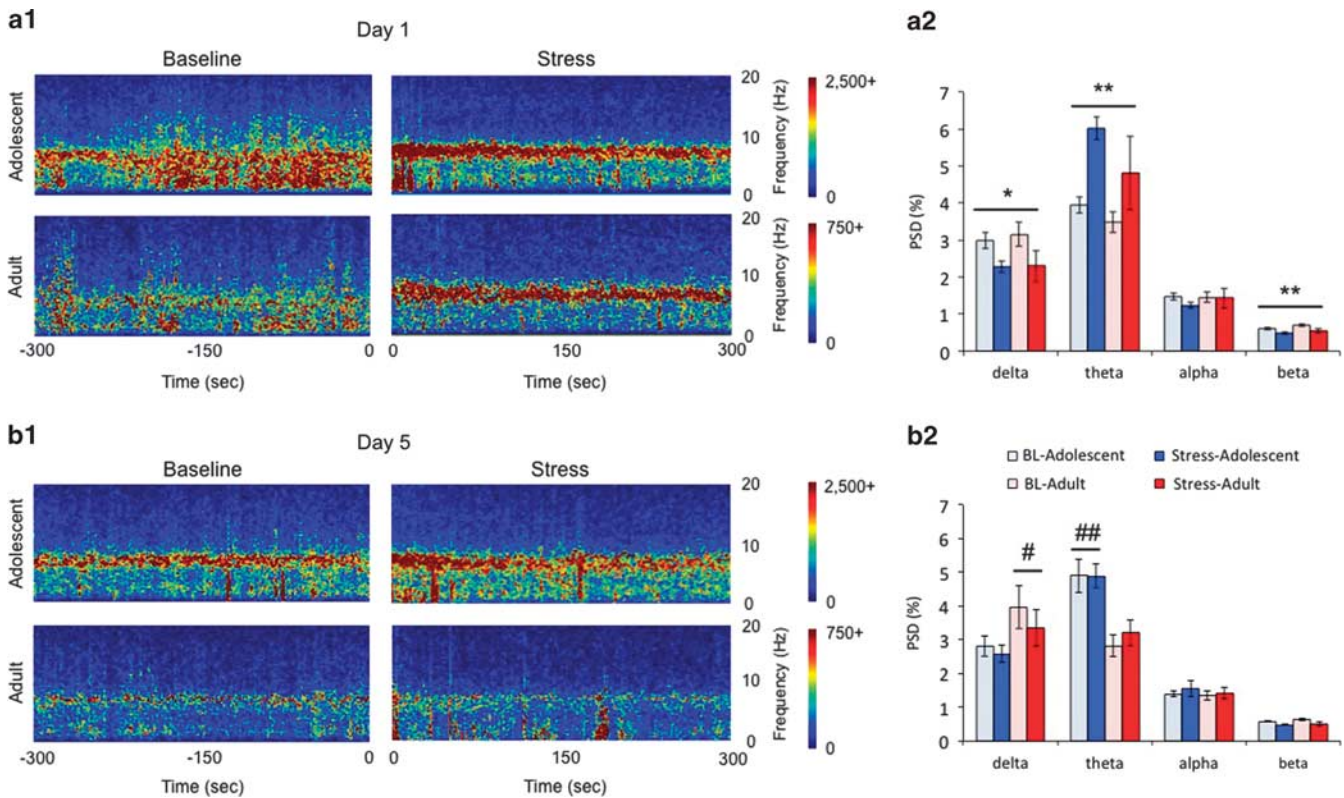 a1
Day 1
Baseline
Stress
Adolescent
Adult
20
10
0
20
10
0
Frequency (Hz)
Frequency (Hz)
2,500+
0
750+
0
-300
-150
0
0
150
300
Time (sec)
Time (sec)
a2
7
6
5
4
3
2
1
0
PSD (%)
*
**
**
delta
theta
alpha
beta
b1
Day 5
Baseline
Stress
Adolescent
Adult
20
10
0
20
10
0
Frequency (Hz)
Frequency (Hz)
2,500+
0
750+
0
-300
-150
0
0
150
300
Time (sec)
Time (sec)
b2
BL-Adolescent
Stress-Adolescent
BL-Adult
Stress-Adult
7
6
5
4
3
2
1
0
PSD (%)
#
##
delta
theta
alpha
beta